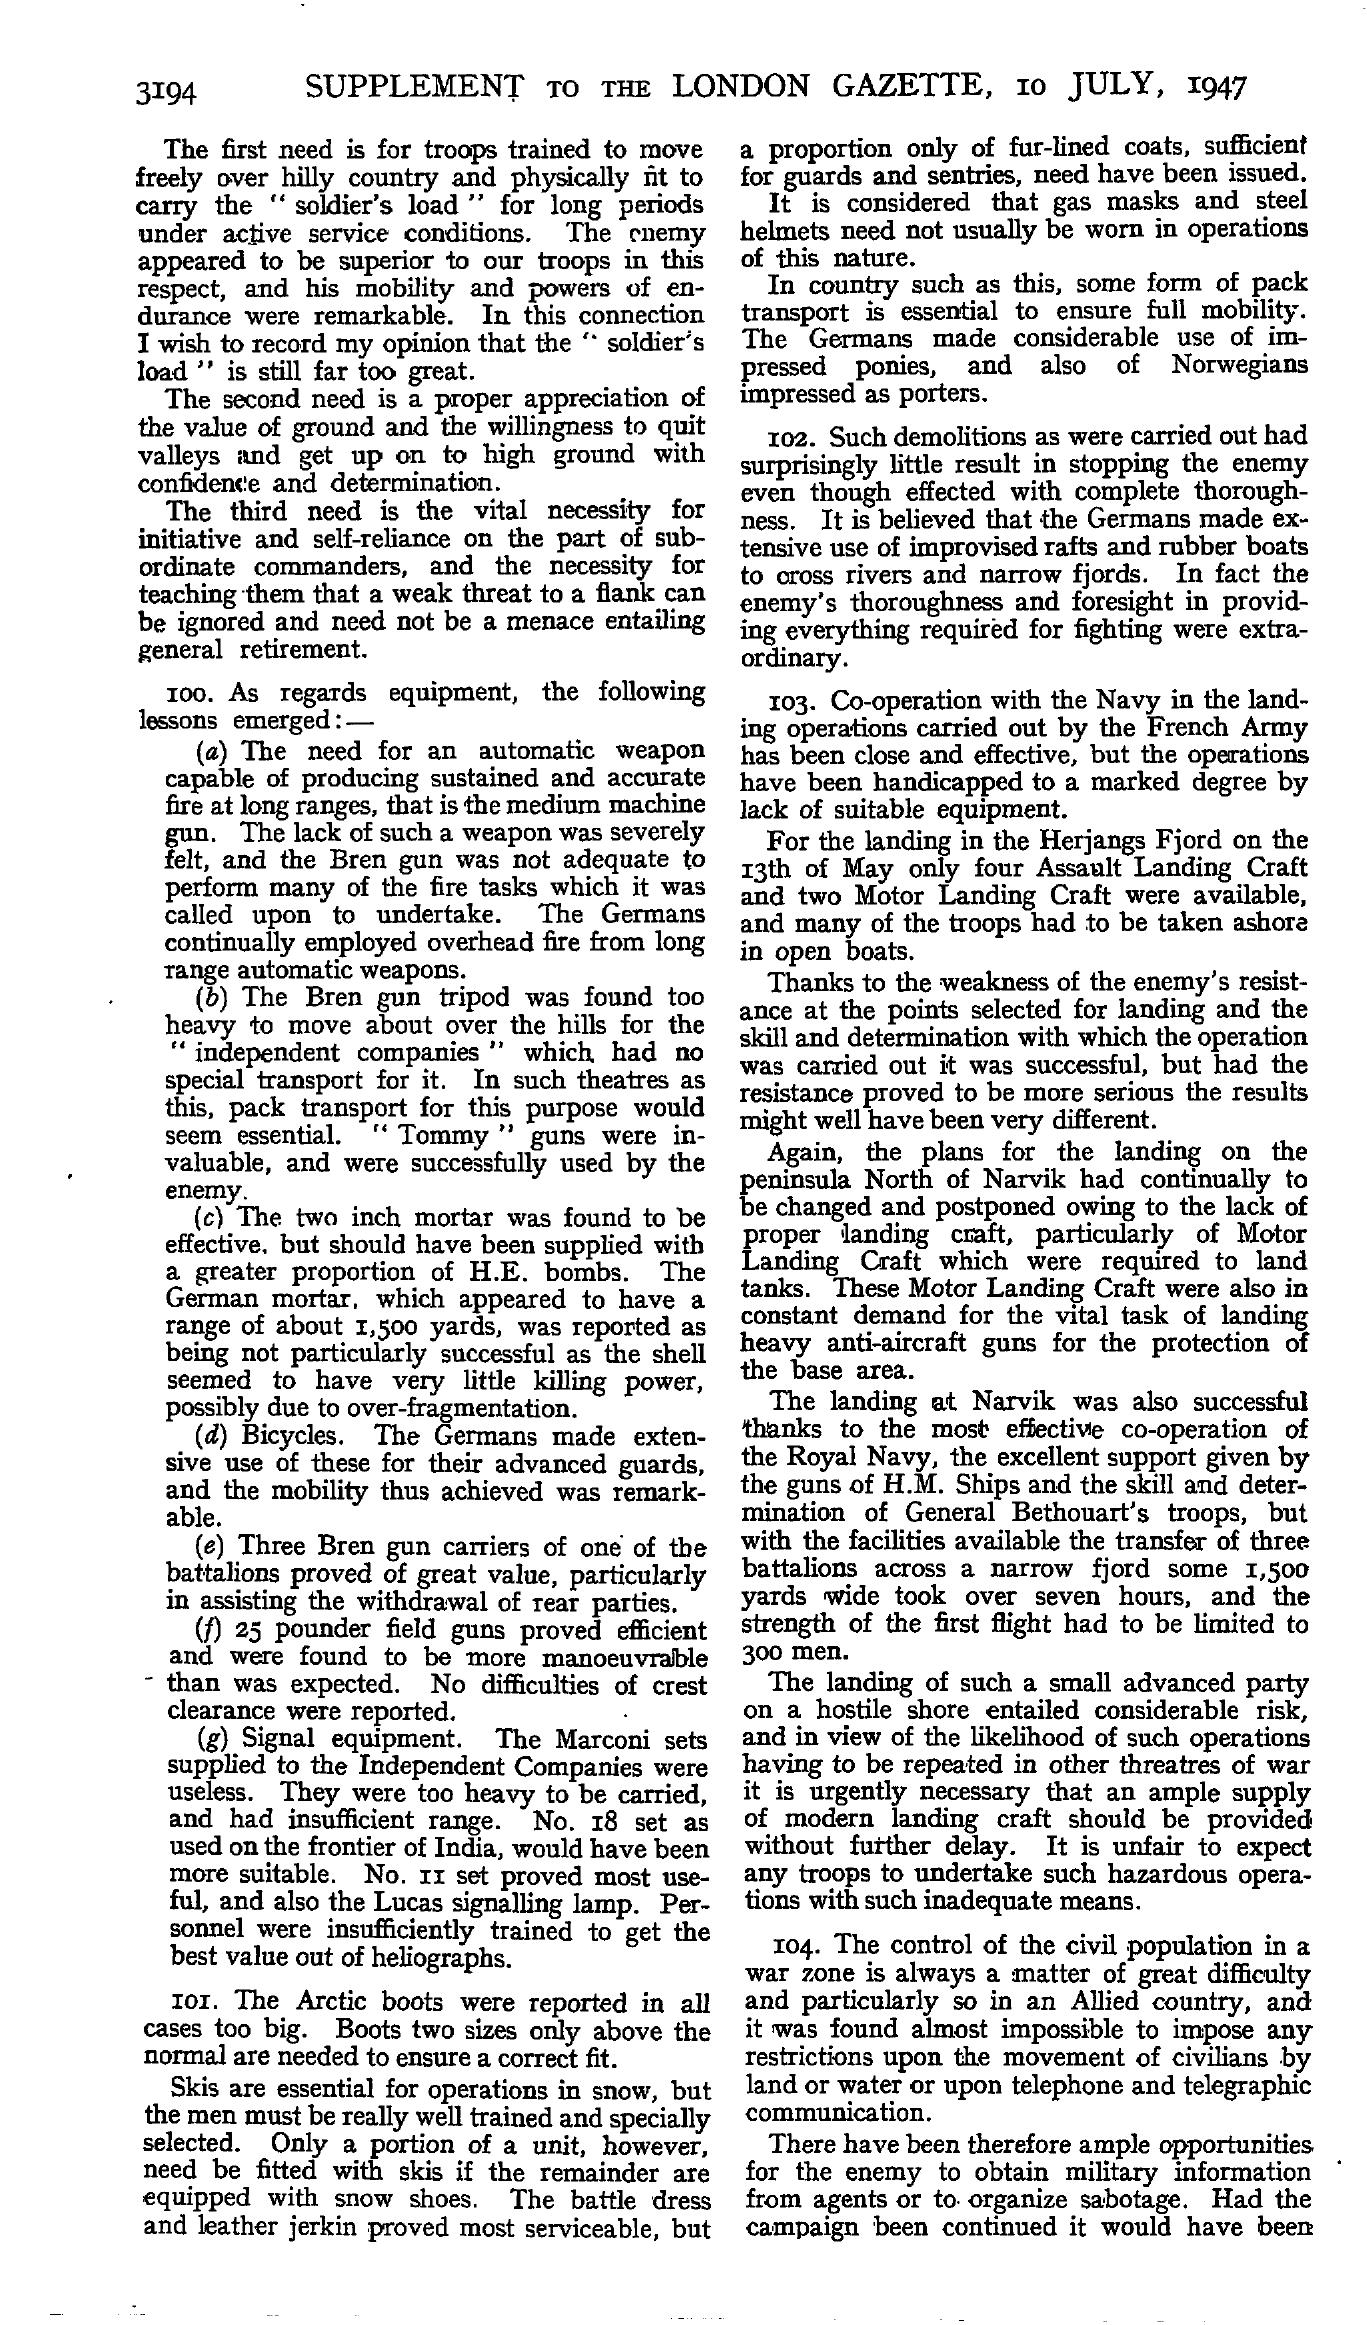 3194 SUPPLEMENT TO THE LONDON GAZETTE, 10 JULY, 1947
The first need is for troops trained to move
freely over hilly country and physically fit to
carry the " soldier's load " for long periods
under active service conditions. The enemy
appeared to be superior to our troops in this
respect, and his mobility and powers of en-
durance were remarkable. In this connection
I wish to record my opinion that the " soldier's
load " is still far too great.
The second need is a proper appreciation of
the value of ground and the willingness to quit
valleys and get up on to high ground with
confidence and determination.
The third need is the vital necessity for
initiative and self-reliance on the part of sub-
ordinate commanders, and the necessity for
teaching them that a weak threat to a flank can
be ignored and need not be a menace entailing
general retirement.
100. As regards equipment, the following
lessons emerged:—
(a) The need for an automatic weapon
capable of producing sustained and accurate
fire at long ranges, that is the medium machine
gun. The lack of such a weapon was severely
felt, and the Bren gun was not adequate to
perform many of the fire tasks which it was
called upon to undertake. The Germans
continually employed overhead fire from long
range automatic weapons.
(b) The Bren gun tripod was found too
heavy to move about over the hills for the
" independent companies " which had no
special transport for it. In such theatres as
this, pack transport for this purpose would
seem essential. " Tommy " guns were in-
valuable, and were successfully used by the
enemy.
(c) The two inch mortar was found to be
effective, but should have been supplied with
a greater proportion of H.E. bombs. The
German mortar, which appeared to have a
range of about 1,500 yards, was reported as
being not particularly successful as the shell
seemed to have very little killing power,
possibly due to over-fragmentation.
(d) Bicycles. The Germans made exten-
sive use of these for their advanced guards,
and the mobility thus achieved was remark-
able.
(e) Three Bren gun carriers of one of the
battalions proved of great value, particularly
in assisting the withdrawal of rear parties.
(f) 25 pounder field guns proved efficient
and were found to be more manoeuvrable
than was expected. No difficulties of crest
clearance were reported.
(g) Signal equipment. The Marconi sets
supplied to the Independent Companies were
useless. They were too heavy to be carried,
and had insufficient range. No. 18 set as
used on the frontier of India, would have been
more suitable. No. 11 set proved most use-
ful, and also the Lucas signalling lamp. Per-
sonnel were insufficiently trained to get the
best value out of heliographs.
101. The Arctic boots were reported in all
cases too big. Boots two sizes only above the
normal are needed to ensure a correct fit.
Skis are essential for operations in snow, but
the men must be really well trained and specially
selected. Only a portion of a unit, however,
need be fitted with skis if the remainder are
equipped with snow shoes. The battle dress
and leather jerkin proved most serviceable, but
a proportion only of fur-lined coats, sufficient
for guards and sentries, need have been issued.
It is considered that gas masks and steel
helmets need not usually be worn in operations
of this nature.
In country such as this, some form of pack
transport is essential to ensure full mobility.
The Germans made considerable use of im-
pressed ponies, and also of Norwegians
impressed as porters.
102. Such demolitions as were carried out had
surprisingly little result in stopping the enemy
even though effected with complete thorough-
ness. It is believed that the Germans made ex-
tensive use of improvised rafts and rubber boats
to cross rivers and narrow fjords. In fact the
enemy's thoroughness and foresight in provid-
ing everything required for fighting were extra-
ordinary.
103. Co-operation with the Navy in the land-
ing operations carried out by the French Army
has been close and effective, but the operations
have been handicapped to a marked degree by
lack of suitable equipment.
For the landing in the Herjangs Fjord on the
13th of May only four Assault Landing Craft
and two Motor Landing Craft were available,
and many of the troops had to be taken ashore
in open boats.
Thanks to the weakness of the enemy's resist-
ance at the points selected for landing and the
skill and determination with which the operation
was carried out it was successful, but had the
resistance proved to be more serious the results
might well have been very different.
Again, the plans for the landing on the
peninsula North of Narvik had continually to
be changed and postponed owing to the lack of
proper landing craft, particularly of Motor
Landing Craft which were required to land
tanks. These Motor Landing Craft were also in
constant demand for the vital task of landing
heavy anti-aircraft guns for the protection of
the base area.
The landing at Narvik was also successful
thanks to the most effective co-operation of
the Royal Navy, the excellent support given by
the guns of H.M. Ships and the skill and deter-
mination of General Bethouart's troops, but
with the facilities available the transfer of three
battalions across a narrow fjord some 1,500
yards wide took over seven hours, and the
strength of the first flight had to be limited to
300 men.
The landing of such a small advanced party
on a hostile shore entailed considerable risk,
and in view of the likelihood of such operations
having to be repeated in other threatres of war
it is urgently necessary that an ample supply
of modern landing craft should be provided
without further delay. It is unfair to expect
any troops to undertake such hazardous opera-
tions with such inadequate means.
104. The control of the civil population in a
war zone is always a matter of great difficulty
and particularly so in an Allied country, and
it was found almost impossible to impose any
restrictions upon the movement of civilians by
land or water or upon telephone and telegraphic
communication.
There have been therefore ample opportunities
for the enemy to obtain military information
from agents or to organize sabotage. Had the
campaign been continued it would have been